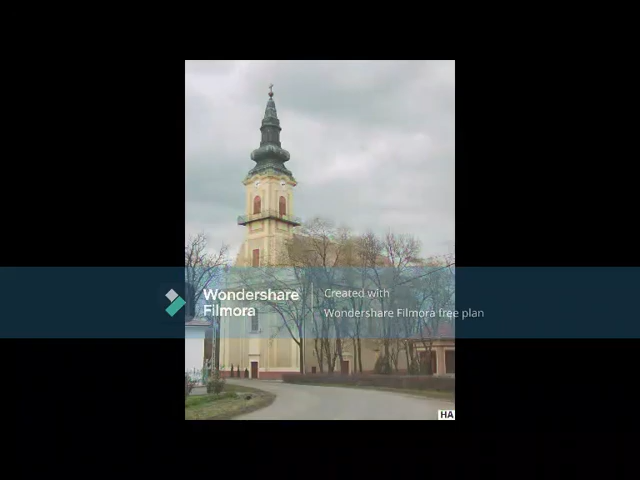 Wondershare
Filmora
Created with
Wondershare Filmora free plan
HA